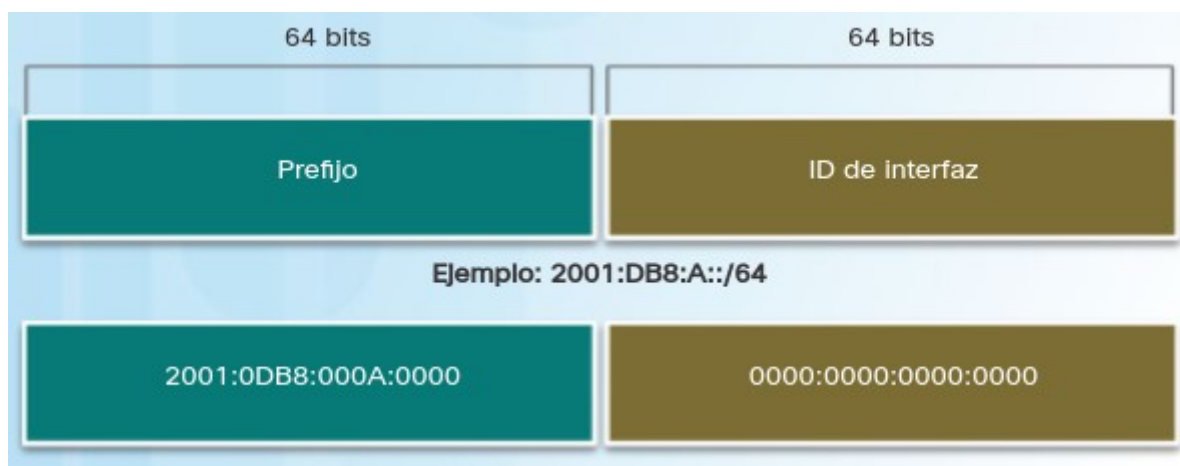 64 bits 64 bits
Prefijo ID de interfaz
Ejemplo: 2001:DB8:A::/64
2001:0DB8:000A:0000 0000:0000:0000:0000